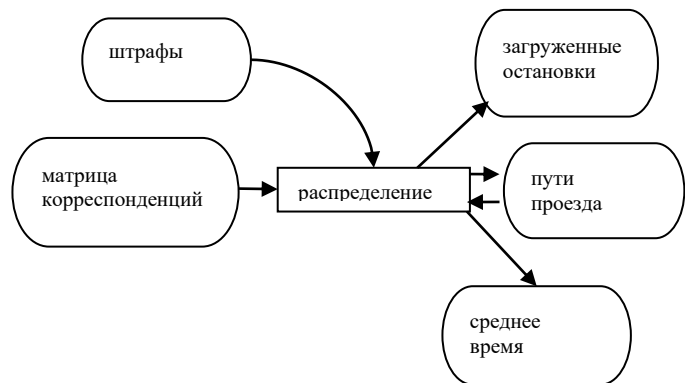 штрафы
загруженные
остановки
матрица
корреспонденций
распределение
пути
проезда
среднее
время